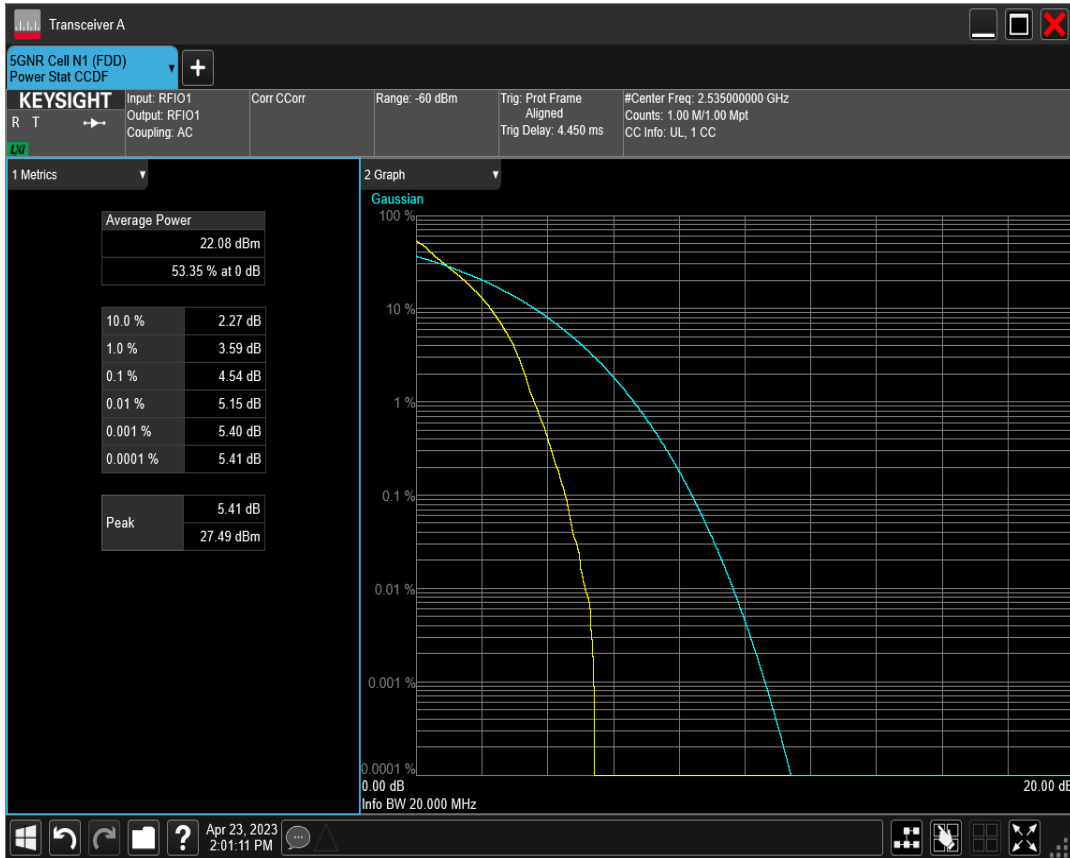 Transceiver A
5GNR Cell N1 (FDD)
Power Stat CCDF
+
KEYSIGHT
R T
LXI
Input: RFIO1
Output: RFIO1
Coupling: AC
Corr CCorr
Range: -60 dBm
Trig: Prot Frame
Aligned
Trig Delay: 4.450 ms
#Center Freq: 2.535000000 GHz
Counts: 1.00 M/1.00 Mpt
CC Info: UL, 1 CC
1 Metrics
Average Power
22.08 dBm
53.35 % at 0 dB
10.0 % 2.27 dB
1.0 % 3.59 dB
0.1 % 4.54 dB
0.01 % 5.15 dB
0.001 % 5.40 dB
0.0001 % 5.41 dB
Peak
5.41 dB
27.49 dBm
2 Graph
Gaussian
100 %
10 %
1 %
0.1 %
0.01 %
0.001 %
0.0001 %
0.00 dB 20.00 dB
Info BW 20.000 MHz
?
Apr 23, 2023
2:01:11 PM